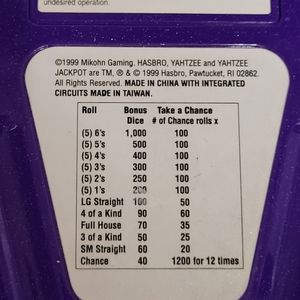 undesired operation.
©1999 Mikohn Gaming. HASBRO, YAHTZEE and YAHTZEE
JACKPOT are TM, ® & © 1999 Hasbro, Pawtucket, RI 02862.
All Rights Reserved. MADE IN CHINA WITH INTEGRATED
CIRCUITS MADE IN TAIWAN.
Roll Bonus Take a Chance
Dice # of Chance rolls x
(5) 6's 1,000 100
(5) 5's 500 100
(5) 4's 400 100
(5) 3's 300 100
(5) 2's 250 100
(5) 1's 200 100
LG Straight 100 50
4 of a Kind 90 60
Full House 70 35
3 of a Kind 50 25
SM Straight 60 20
Chance 40 1200 for 12 times